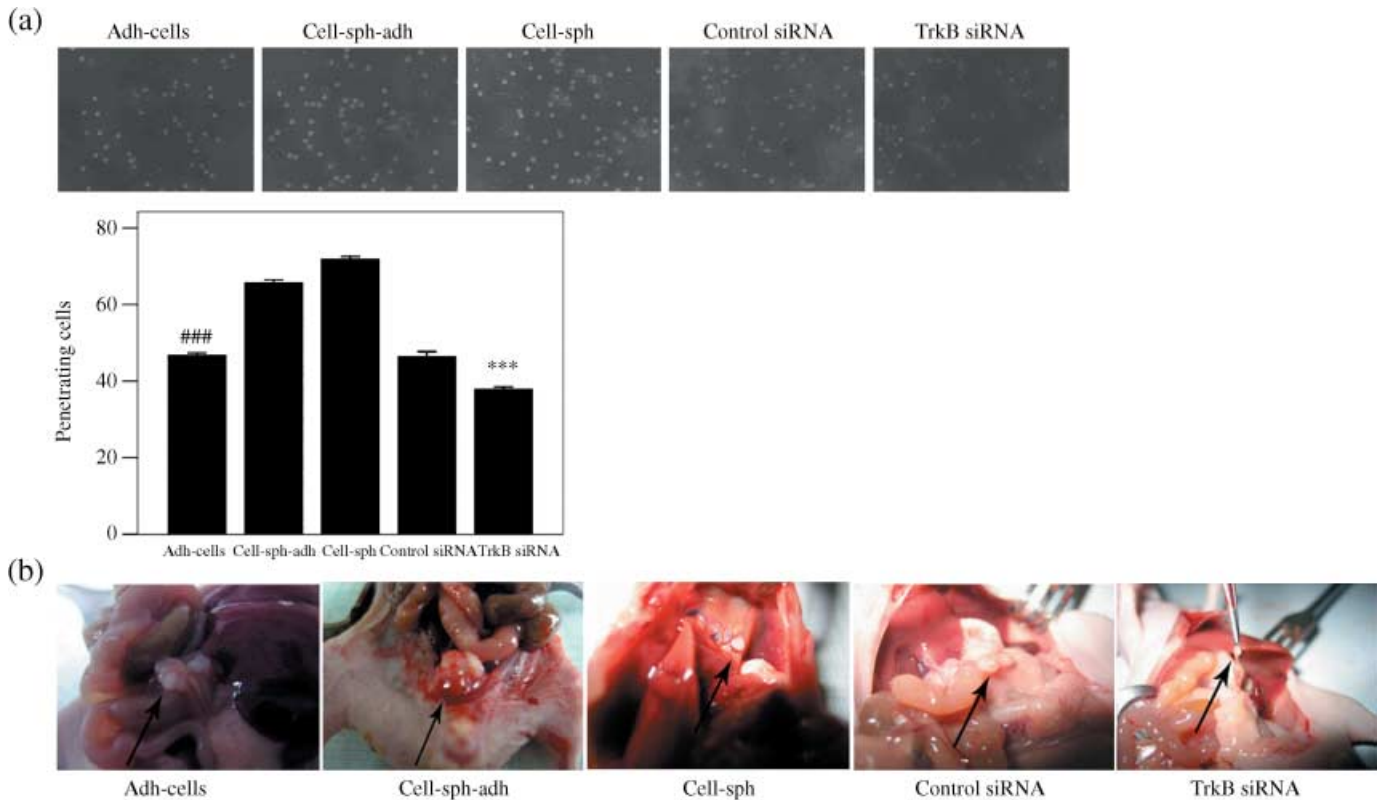 (a)
Adh-cells Cell-sph-adh Cell-sph Control siRNA TrkB siRNA
80
60
40
20
0
Penetrating cells
###
***
Adh-cells Cell-sph-adh Cell-sph Control siRNA TrkB siRNA
(b)
Adh-cells Cell-sph-adh Cell-sph Control siRNA TrkB siRNA